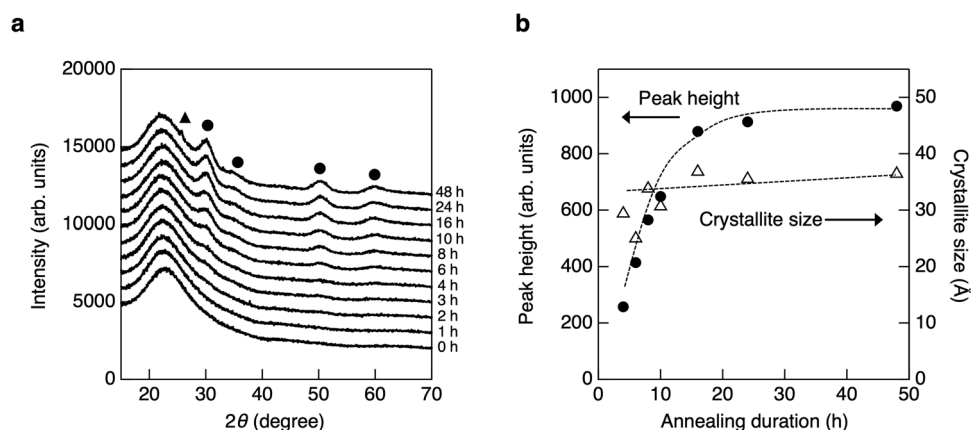 a
20000
15000
10000
5000
0
Intensity (arb. units)
20
30
40
50
60
70
2θ (degree)
48 h
24 h
16 h
10 h
8 h
6 h
4 h
3 h
2 h
1 h
0 h
b
1000
800
600
400
200
Peak height (arb. units)
Peak height
Crystallite size
50
40
30
20
10
0
Crystallite size (Å)
0
10
20
30
40
50
Annealing duration (h)